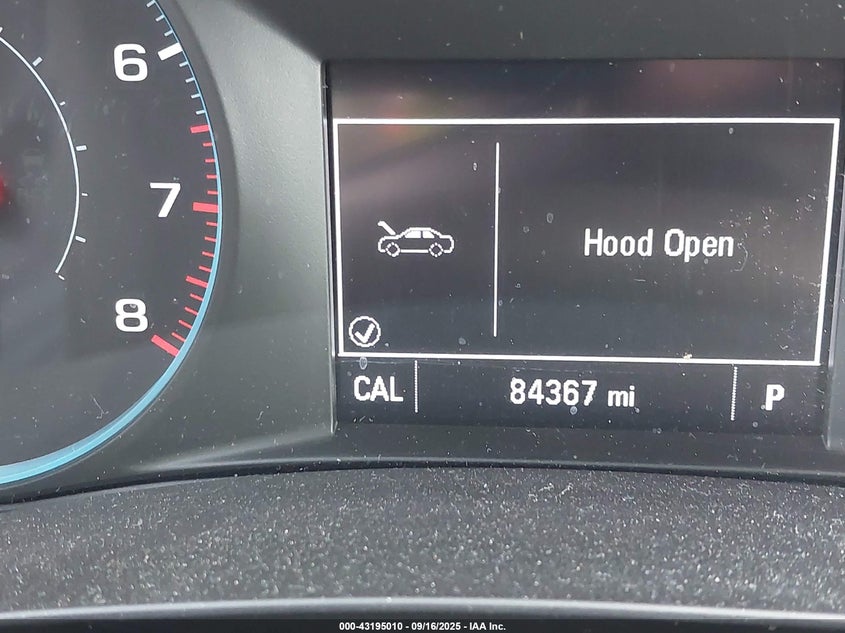 6
7
8
Hood Open
CAL 84367 mi P
000-43195010 - 09/16/2025 - IAA Inc.